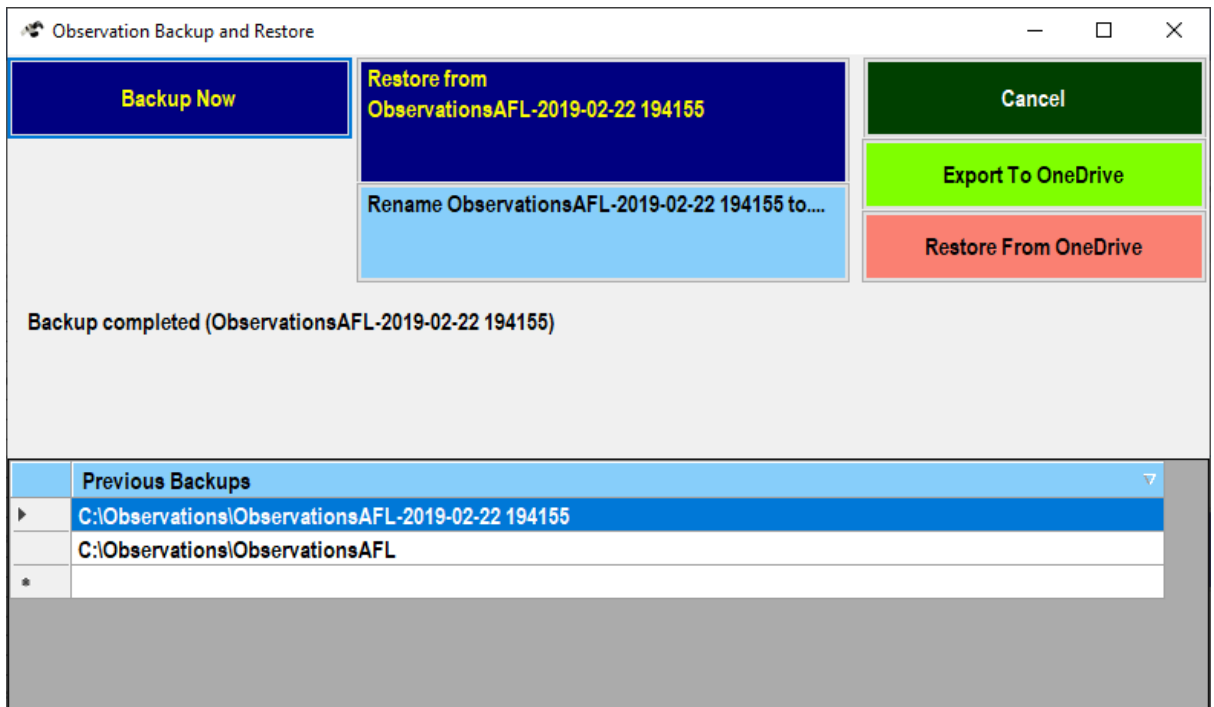 Observation Backup and Restore
Backup Now
Restore from
ObservationsAFL-2019-02-22 194155
Rename ObservationsAFL-2019-02-22 194155 to....
Cancel
Export To OneDrive
Restore From OneDrive
Backup completed (ObservationsAFL-2019-02-22 194155)
Previous Backups
C:\Observations\ObservationsAFL-2019-02-22 194155
C:\Observations\ObservationsAFL